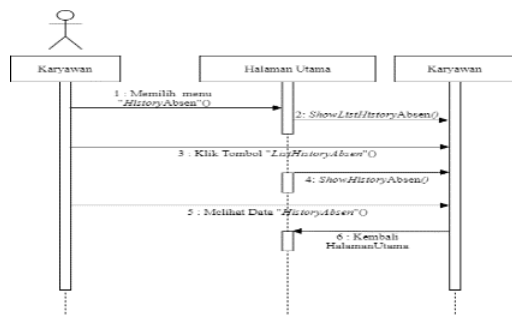 Karyawan
Halaman Utama
Karyawan
1 : Memilih menu
"HistoryAbsen"()
2: ShowListHistoryAbsen()
3 : Klik Tombol "ListHistoryAbsen"()
4: ShowHistoryAbsen()
5 : Melihat Data "HistoryAbsen"()
6 : Kembali
HalamanUtama